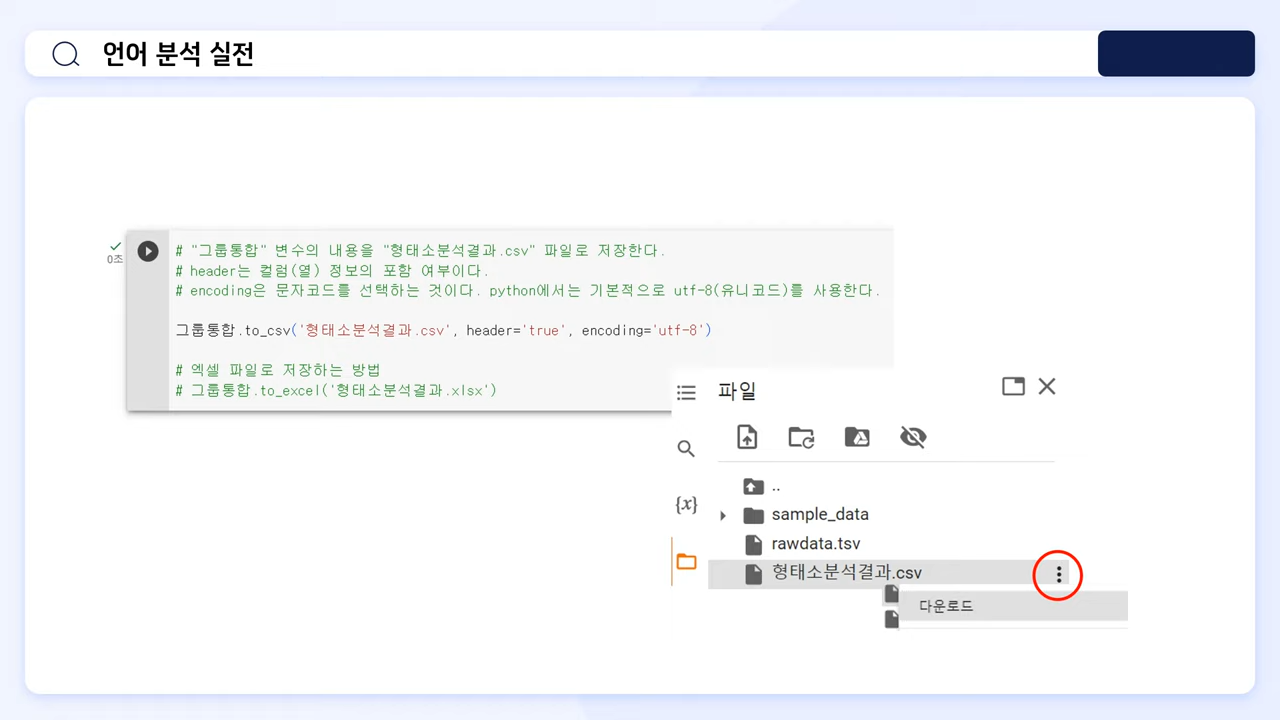 언어 분석 실전
# "그룹통합" 변수의 내용을 "형태소분석결과.csv" 파일로 저장한다.
# header는 컬럼(열) 정보의 포함 여부이다.
# encoding은 문자코드를 선택하는 것이다. python에서는 기본적으로 utf-8(유니코드)를 사용한다.
0초
그룹통합.to_csv('형태소분석결과.csv', header='true', encoding='utf-8')
# 엑셀 파일로 저장하는 방법
# 그룹통합.to_excel('형태소분석결과.xlsx')
파일
{x}
..
sample_data
rawdata.tsv
형태소분석결과.csv
다운로드